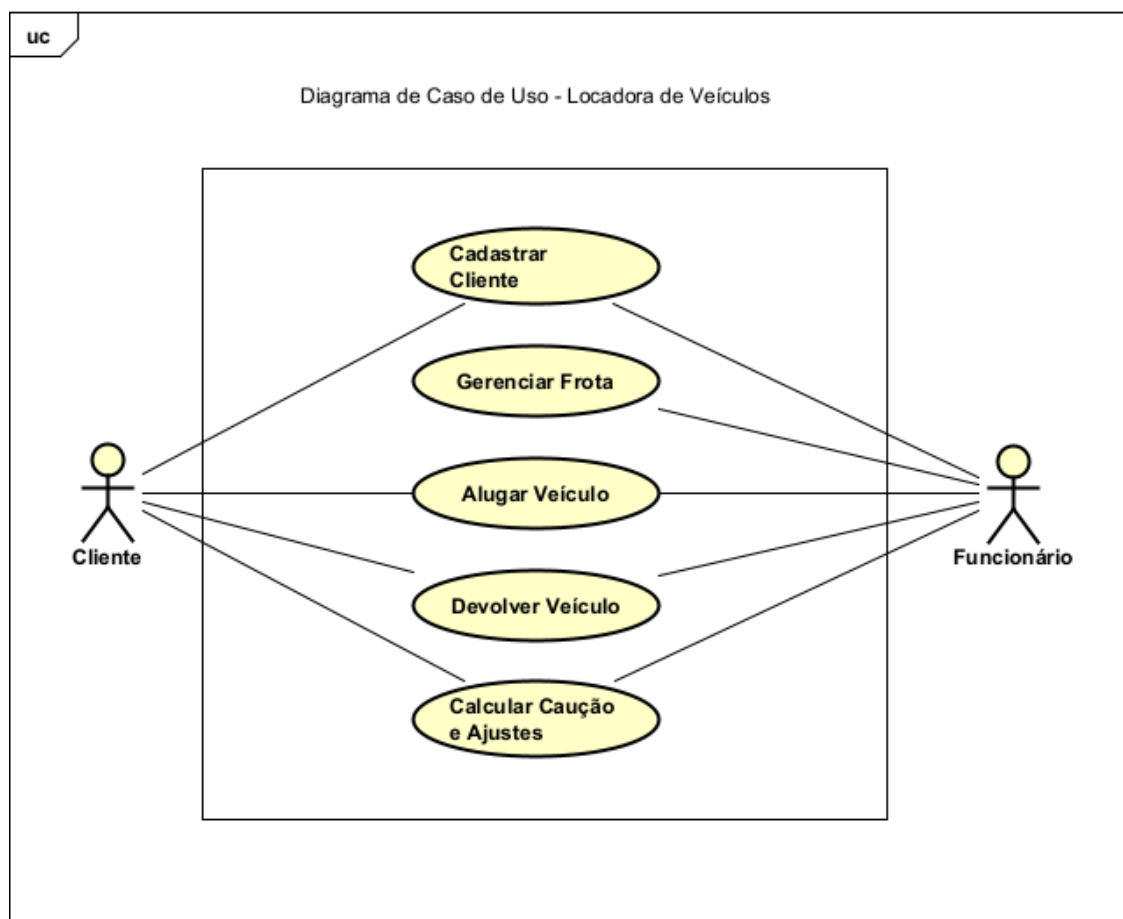 uc
Diagrama de Caso de Uso - Locadora de Veículos
Cadastrar
Cliente
Gerenciar Frota
Alugar Veículo
Cliente
Funcionário
Devolver Veículo
Calcular Caução
e Ajustes